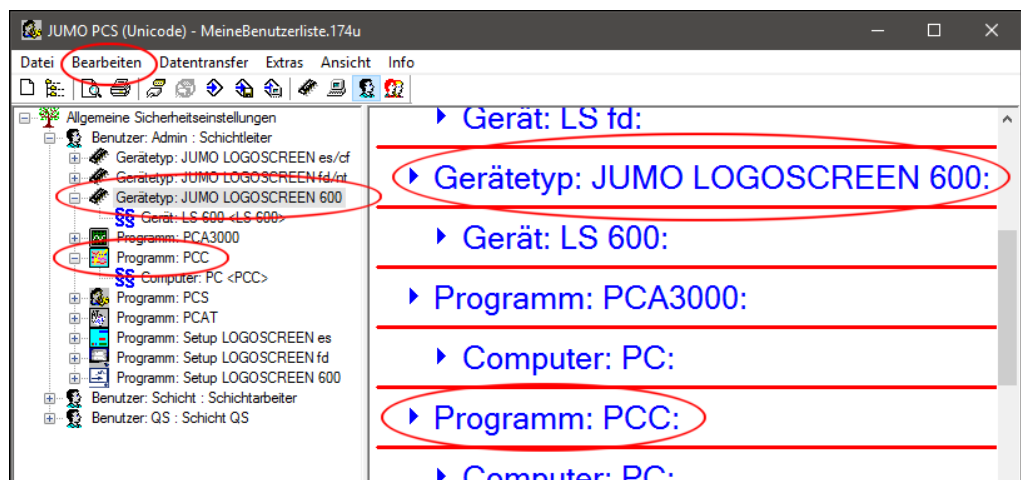 JUMO PCS (Unicode) - MeineBenutzerliste.174u
Datei Bearbeiten Datentransfer Extras Ansicht Info
Allgemeine Sicherheitseinstellungen
Benutzer: Admin : Schichtleiter
Gerätetyp: JUMO LOGOSCREEN es/cf
Gerätetyp: JUMO LOGOSCREEN fd/nt
Gerätetyp: JUMO LOGOSCREEN 600
§§ Gerät: LS 600 <LS 600>
Programm: PCA3000
Programm: PCC
§§ Computer: PC <PCC>
Programm: PCS
Programm: PCAT
Programm: Setup LOGOSCREEN es
Programm: Setup LOGOSCREEN fd
Programm: Setup LOGOSCREEN 600
Benutzer: Schicht : Schichtarbeiter
Benutzer: QS : Schicht QS
Gerät: LS fd:
Gerätetyp: JUMO LOGOSCREEN 600:
Gerät: LS 600:
Programm: PCA3000:
Computer: PC:
Programm: PCC:
Computer: PC: